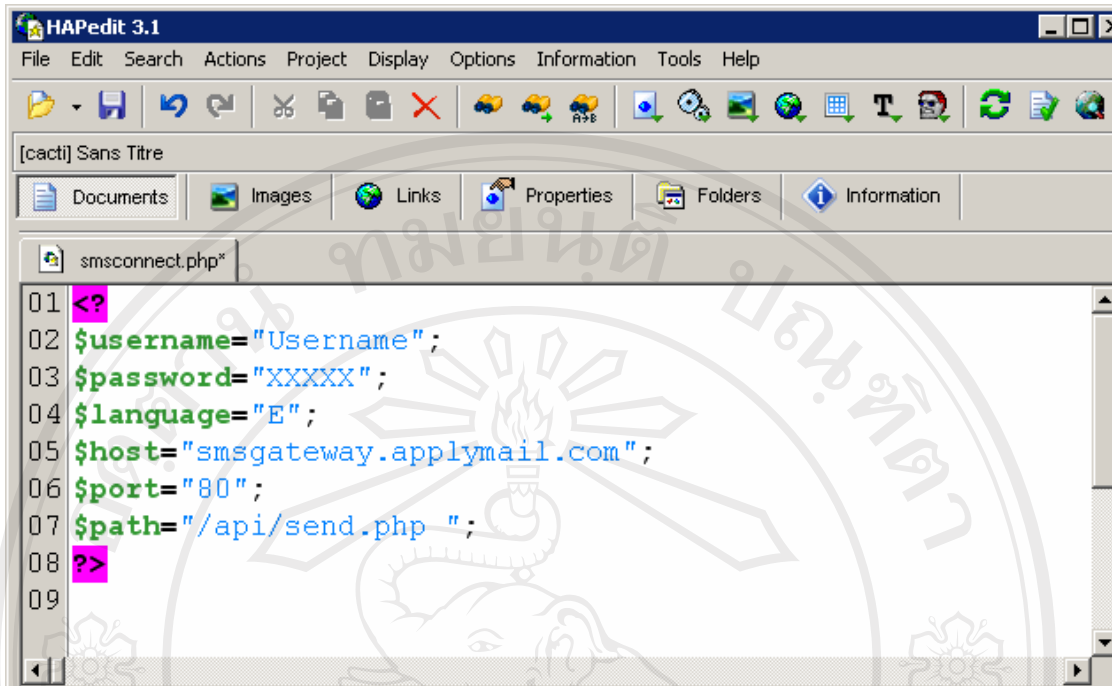 HAPedit 3.1
File Edit Search Actions Project Display Options Information Tools Help
A→B
T
[cacti] Sans Titre
Documents Images Links Properties Folders Information
smsconnect.php*
01 <?
02 $username="Username";
03 $password="XXXXX";
04 $language="E";
05 $host="smsgateway.applymail.com";
06 $port="80";
07 $path="/api/send.php ";
08 ?>
09